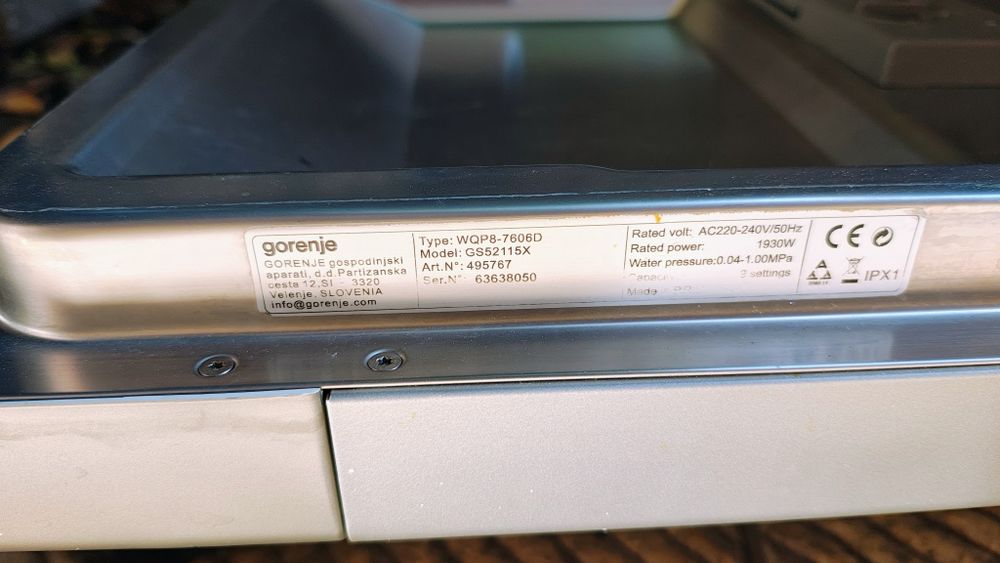 gorenje
GORENJE gospodinjski
aparati, d.d.Partizanska
cesta 12,SI - 3320
Velenje, SLOVENIA
info@gorenje.com
Type: WQP8-7606D
Model: GS52115X
Art.N°: 495767
Ser.N°: 63638050
Rated volt: AC220-240V/50Hz
Rated power: 1930W
Water pressure:0.04-1.00MPa
Capacity settings
Made
CE
IPX1